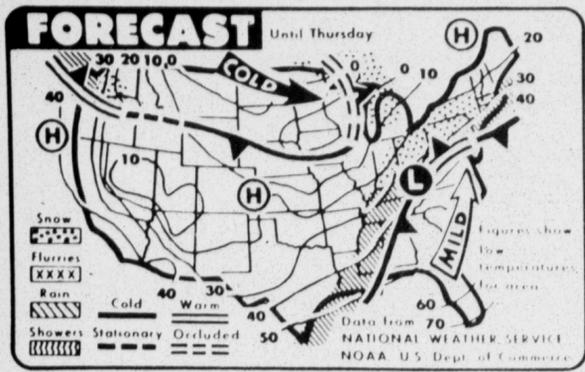 FORECAST Until Thursday
H 20
30 20 10 0 COLD 0 0 10
30
40 40
H
10 H L
Snow
Flurries
Rain
Showers
MILD
Figures show
low
temperatures
for area
40 30
Cold Warm
Stationary Occluded
40
50
60
70
Data from
NATIONAL WEATHER SERVICE
NOAA, U.S. Dept. of Commerce